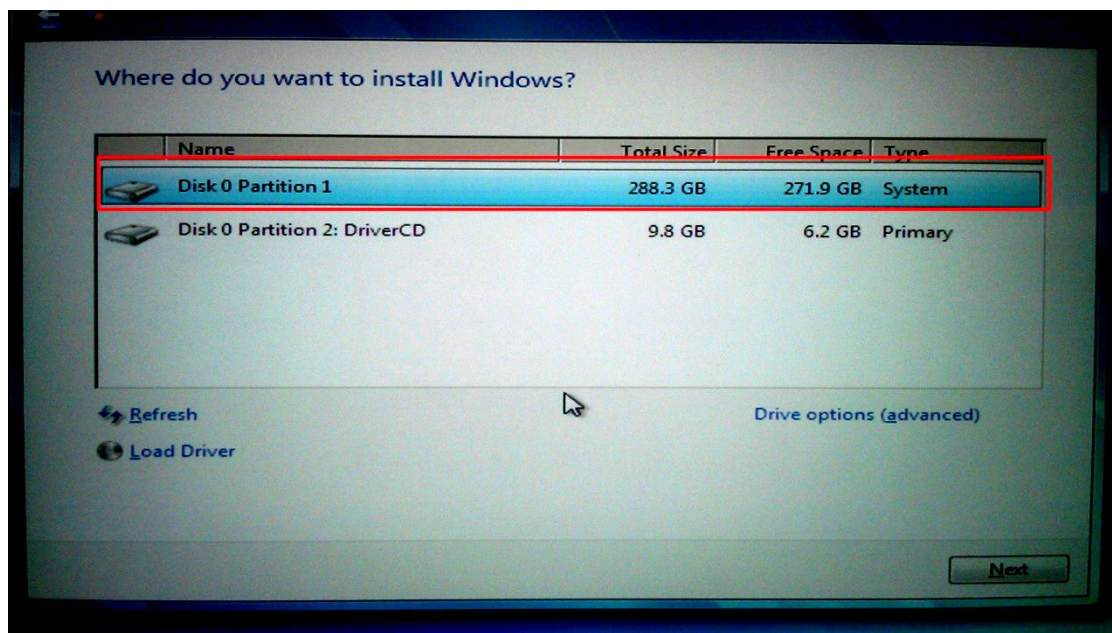 Where do you want to install Windows?
Name Total Size Free Space Type
Disk 0 Partition 1 288.3 GB 271.9 GB System
Disk 0 Partition 2: DriverCD 9.8 GB 6.2 GB Primary
Refresh Drive options (advanced)
Load Driver
Next